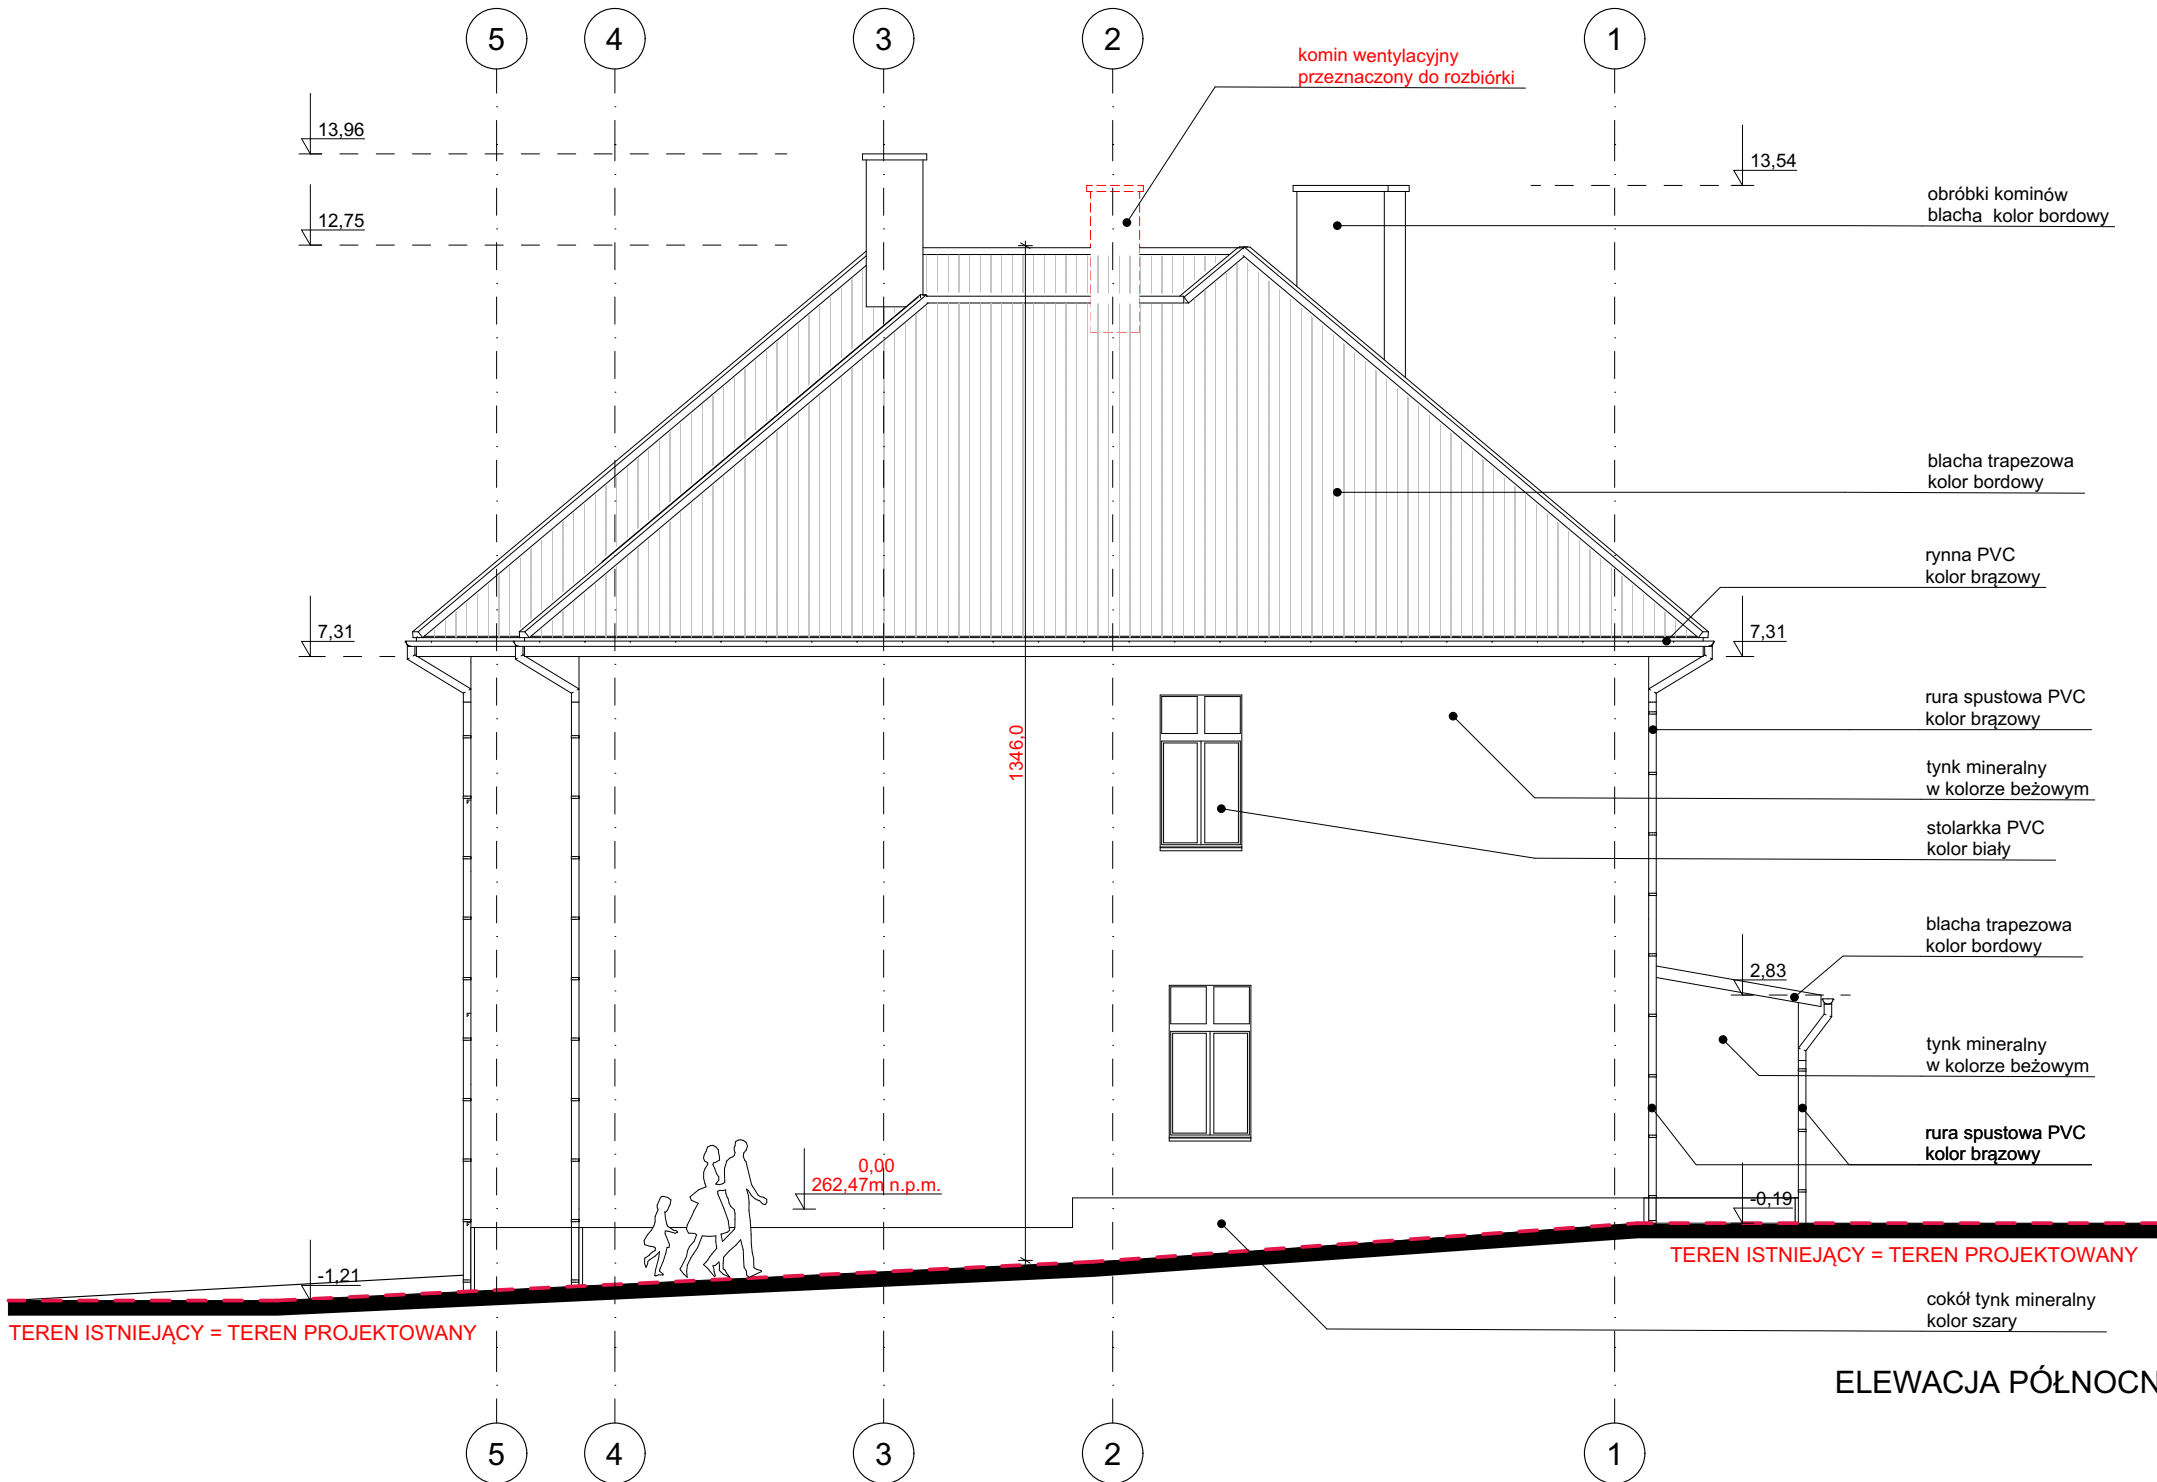 5
4
3
2
1
komin wentylacyjny
przeznaczony do rozbiórki
13,96
12,75
13,54
obróbki kominów
blacha kolor bordowy
blacha trapezowa
kolor bordowy
rynna PVC
kolor brązowy
7,31
7,31
rura spustowa PVC
kolor brązowy
1346,0
tynk mineralny
w kolorze beżowym
stolarkka PVC
kolor biały
blacha trapezowa
kolor bordowy
2,83
tynk mineralny
w kolorze beżowym
rura spustowa PVC
kolor brązowy
0,00
262,47m n.p.m.
-0,19
TEREN ISTNIEJĄCY = TEREN PROJEKTOWANY
-1,21
TEREN ISTNIEJĄCY = TEREN PROJEKTOWANY
cokół tynk mineralny
kolor szary
ELEWACJA PÓŁNOCN
5
4
3
2
1